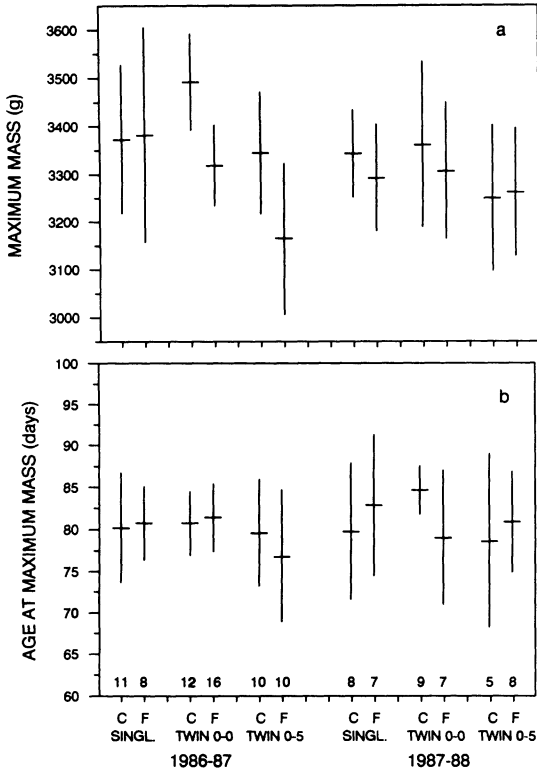 a
MAXIMUM MASS (g)
3600
3500
3400
3300
3200
3100
3000
b
AGE AT MAXIMUM MASS (days)
100
95
90
85
80
75
70
65
60
11 8 12 16 10 10 8 7 9 7 5 8
C F C F C F C F C F C F
SINGL. TWIN 0-0 TWIN 0-5 SINGL. TWIN 0-0 TWIN 0-5
1986-87 1987-88